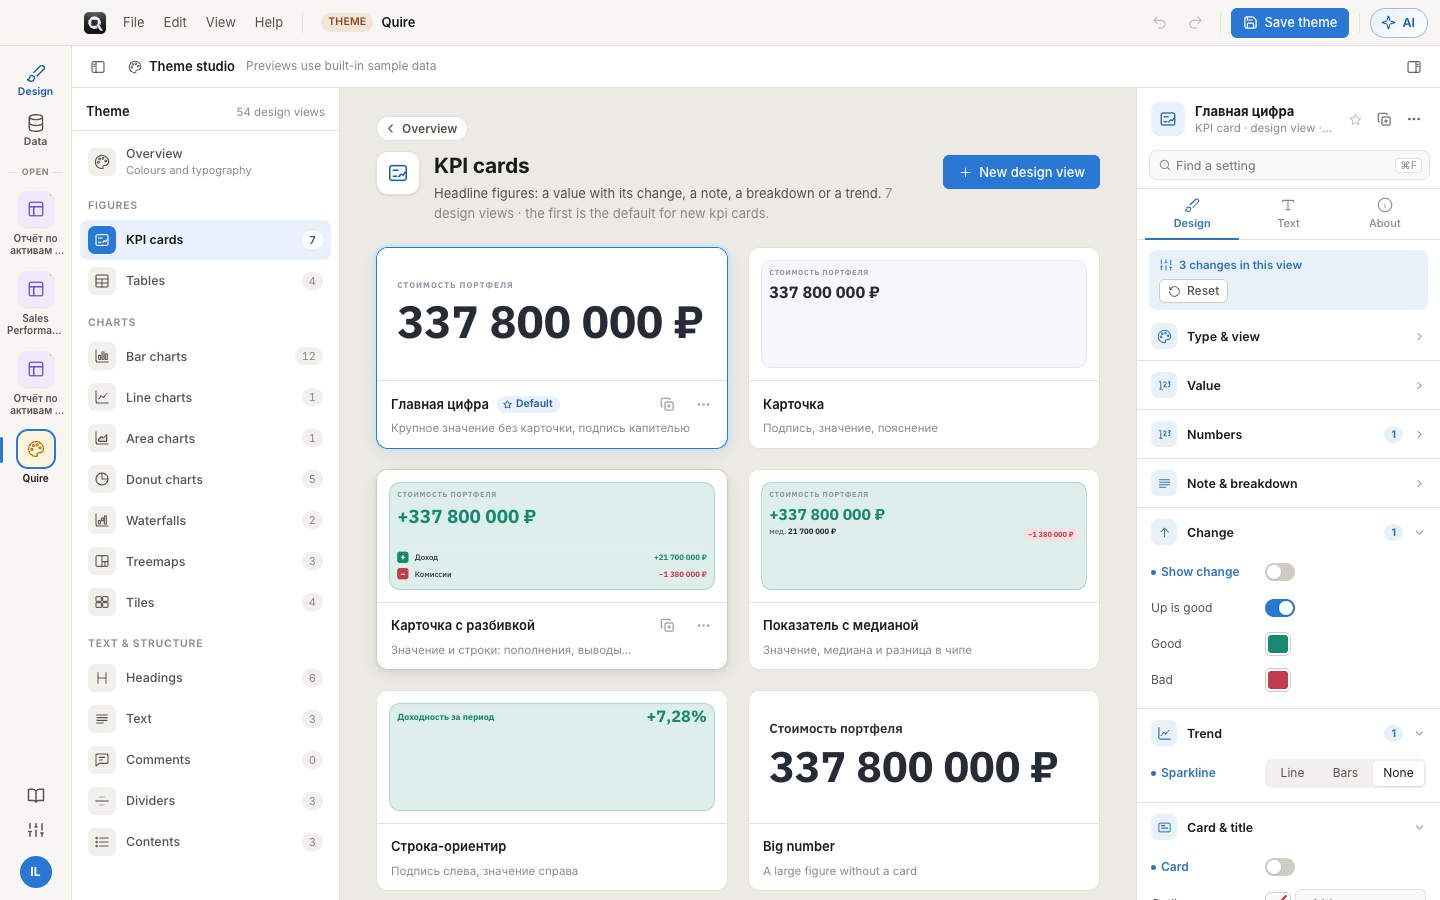 File Edit View Help THEME Quire Save theme AI
Theme studio Previews use built-in sample data
Design
Data
OPEN
Отчёт по
активам ...
Sales
Performa...
Отчёт по
активам ...
Quire
IL
Theme 54 design views
Overview
Colours and typography
FIGURES
KPI cards 7
Tables 4
CHARTS
Bar charts 12
Line charts 1
Area charts 1
Donut charts 5
Waterfalls 2
Treemaps 3
Tiles 4
TEXT & STRUCTURE
Headings 6
Text 3
Comments 0
Dividers 3
Contents 3
Overview
KPI cards
Headline figures: a value with its change, a note, a breakdown or a trend. 7
design views · the first is the default for new kpi cards.
New design view
СТОИМОСТЬ ПОРТФЕЛЯ
337 800 000 ₽
Главная цифра Default
Крупное значение без карточки, подпись капителью
СТОИМОСТЬ ПОРТФЕЛЯ
337 800 000 ₽
Карточка
Подпись, значение, пояснение
СТОИМОСТЬ ПОРТФЕЛЯ
+337 800 000 ₽
Доход +21 700 000 ₽
Комиссии −1 380 000 ₽
Карточка с разбивкой
Значение и строки: пополнения, выводы...
СТОИМОСТЬ ПОРТФЕЛЯ
+337 800 000 ₽
мед. 21 700 000 ₽
−1 380 000 ₽
Показатель с медианой
Значение, медиана и разница в чипе
Доходность за период +7,28%
Строка-ориентир
Подпись слева, значение справа
Стоимость портфеля
337 800 000 ₽
Big number
A large figure without a card
Главная цифра
KPI card · design view ·...
Find a setting ⌘F
Design Text About
3 changes in this view
Reset
Type & view
Value
Numbers 1
Note & breakdown
Change 1
Show change
Up is good
Good
Bad
Trend 1
Sparkline Line Bars None
Card & title
Card